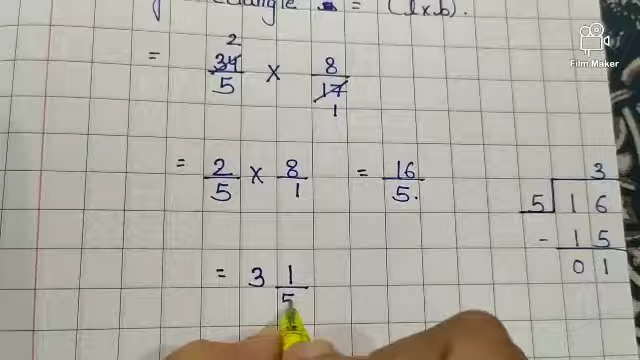 rectangle = (l x b).
Film Maker
= 34/5 x 8/17
2
1
= 2/5 x 8/1 = 16/5.
3
5 16
- 15
01
= 3 1/5